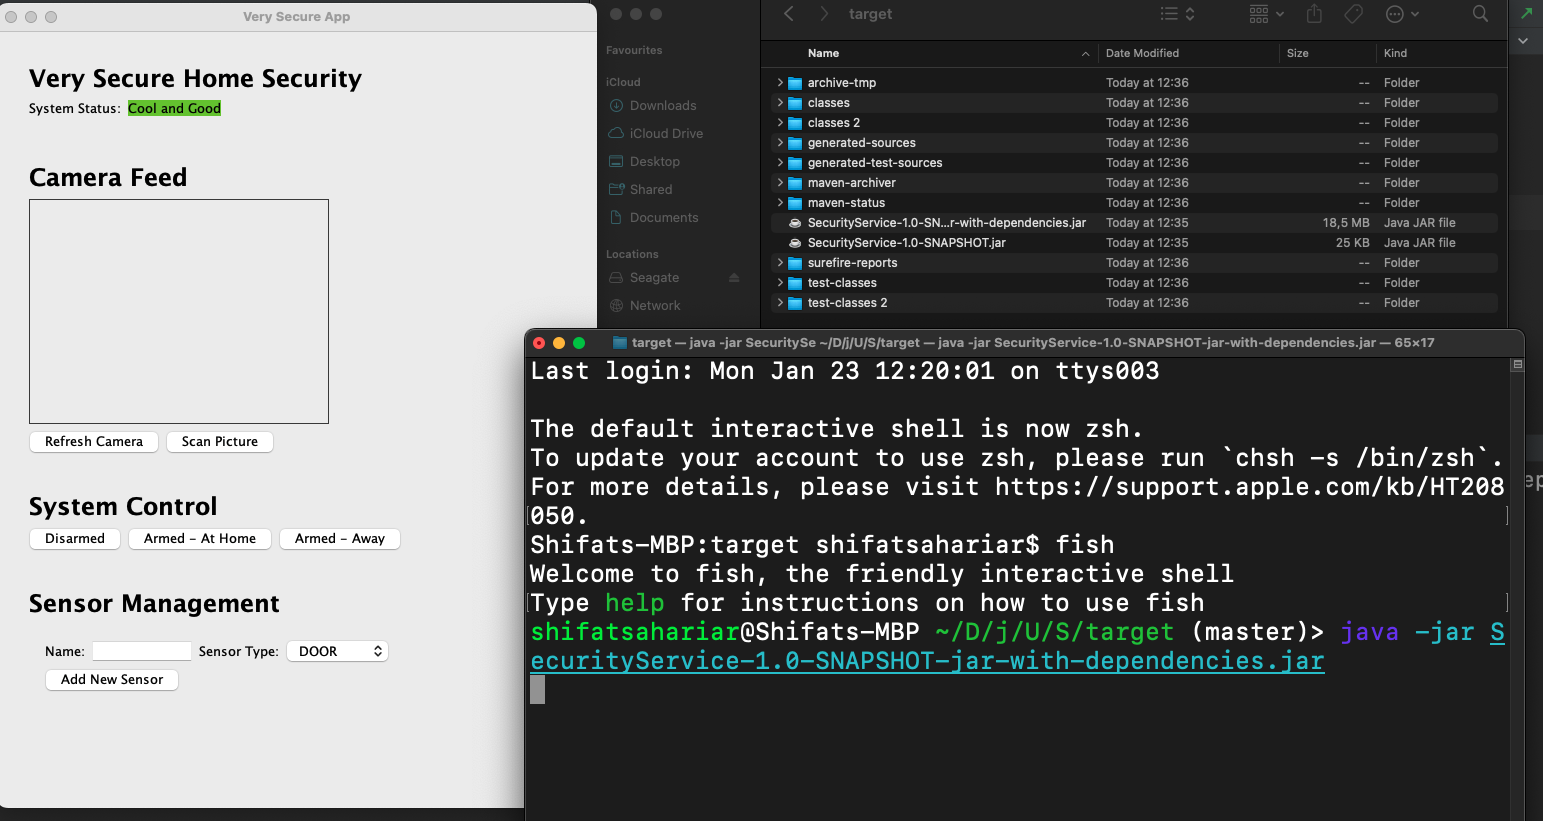 Very Secure App
Very Secure Home Security
System Status: Cool and Good
Camera Feed
Refresh Camera Scan Picture
System Control
Disarmed Armed - At Home Armed - Away
Sensor Management
Name: Sensor Type: DOOR
Add New Sensor
Favourites
iCloud
Downloads
iCloud Drive
Desktop
Shared
Documents
Locations
Seagate
Network
target
Name Date Modified Size Kind
archive-tmp Today at 12:36 -- Folder
classes Today at 12:36 -- Folder
classes 2 Today at 12:36 -- Folder
generated-sources Today at 12:36 -- Folder
generated-test-sources Today at 12:36 -- Folder
maven-archiver Today at 12:36 -- Folder
maven-status Today at 12:36 -- Folder
SecurityService-1.0-SN...r-with-dependencies.jar Today at 12:35 18,5 MB Java JAR file
SecurityService-1.0-SNAPSHOT.jar Today at 12:35 25 KB Java JAR file
surefire-reports Today at 12:36 -- Folder
test-classes Today at 12:36 -- Folder
test-classes 2 Today at 12:36 -- Folder
target — java -jar SecuritySe ~/D/j/U/S/target — java -jar SecurityService-1.0-SNAPSHOT-jar-with-dependencies.jar — 65×17
Last login: Mon Jan 23 12:20:01 on ttys003
The default interactive shell is now zsh.
To update your account to use zsh, please run `chsh -s /bin/zsh`.
For more details, please visit https://support.apple.com/kb/HT208
050.
Shifats-MBP:target shifatsahariar$ fish
Welcome to fish, the friendly interactive shell
Type help for instructions on how to use fish
shifatsahariar@Shifats-MBP ~/D/j/U/S/target (master)> java -jar S
ecurityService-1.0-SNAPSHOT-jar-with-dependencies.jar